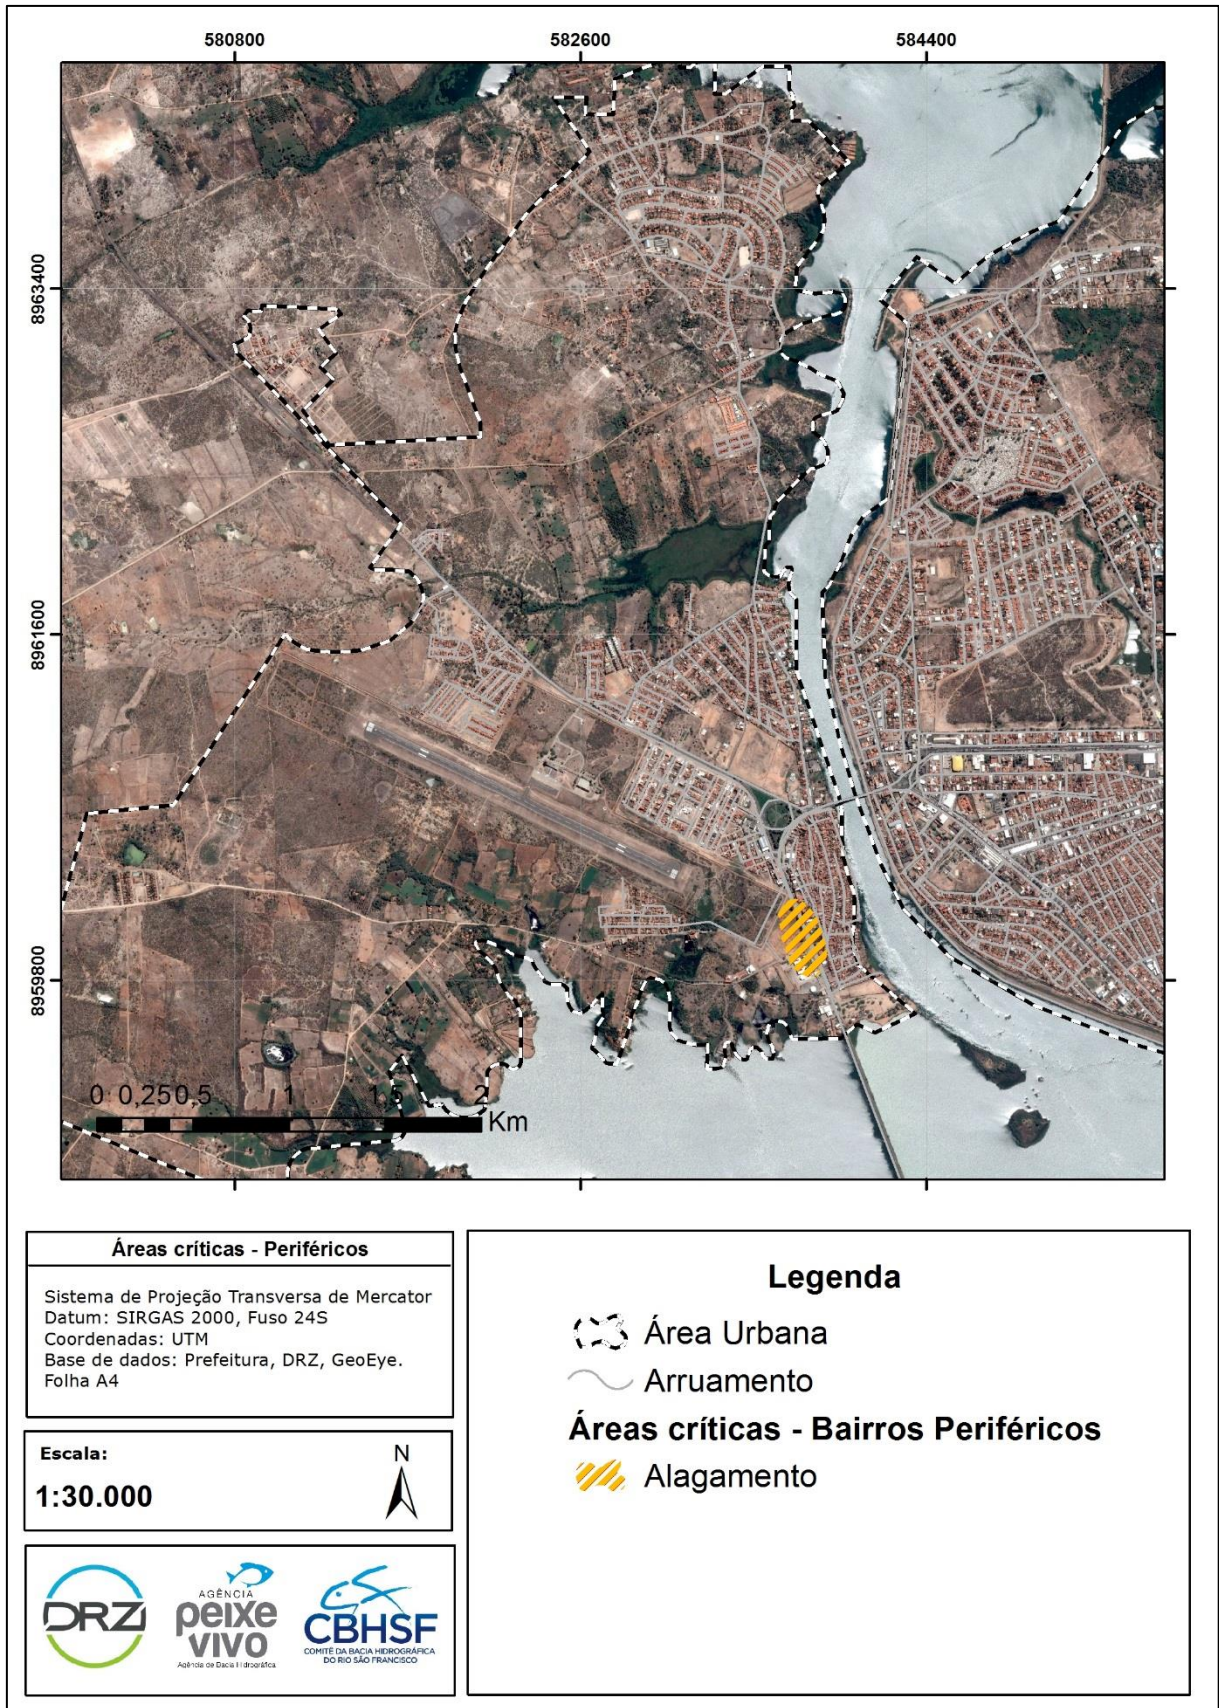 580800 582600 584400
8963400
8961600
8959800
0 0,25 0,5 1 1,5 2
Km
Áreas críticas - Periféricos
Sistema de Projeção Transversa de Mercator
Datum: SIRGAS 2000, Fuso 24S
Coordenadas: UTM
Base de dados: Prefeitura, DRZ, GeoEye.
Folha A4
Escala:
1:30.000
N
DRZ
AGÊNCIA
peixe
vivo
Agência de Bacia Hidrográfica
CBHSF
COMITÊ DA BACIA HIDROGRÁFICA
DO RIO SÃO FRANCISCO
Legenda
Área Urbana
Arruamento
Áreas críticas - Bairros Periféricos
Alagamento